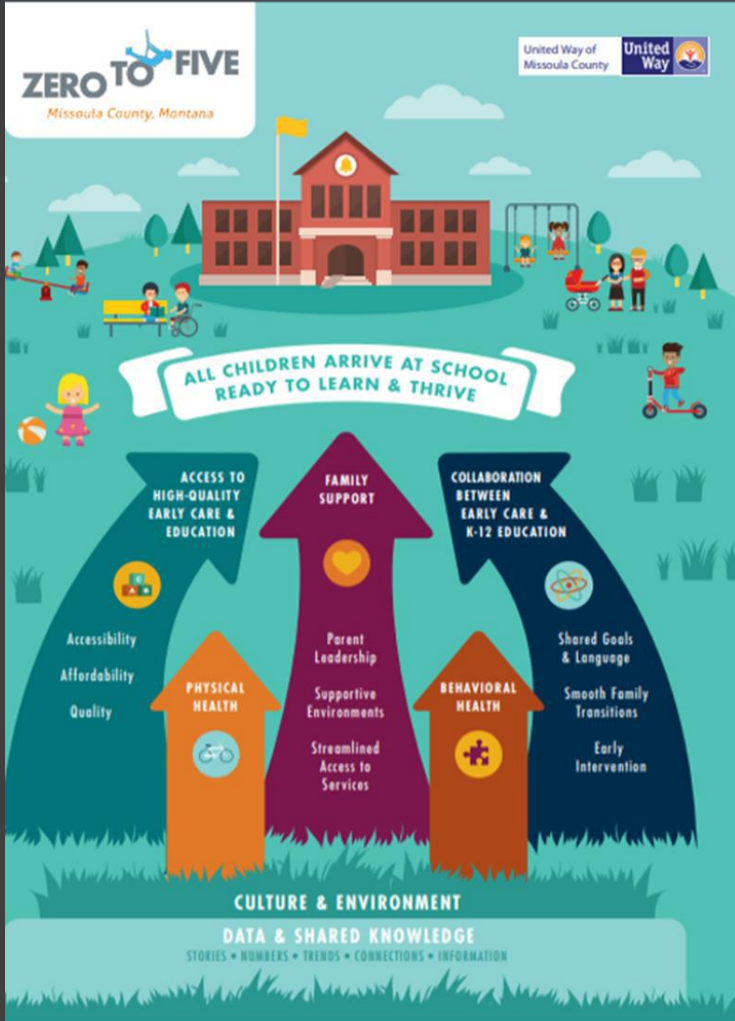 ZERO TO FIVE
Missoula County, Montana
United Way of
Missoula County
United
Way
ALL CHILDREN ARRIVE AT SCHOOL
READY TO LEARN & THRIVE
ACCESS TO
HIGH-QUALITY
EARLY CARE &
EDUCATION
Accessibility
Affordability
Quality
PHYSICAL
HEALTH
FAMILY
SUPPORT
Parent
Leadership
Supportive
Environments
Streamlined
Access to
Services
BEHAVIORAL
HEALTH
COLLABORATION
BETWEEN
EARLY CARE &
K-12 EDUCATION
Shared Goals
& Language
Smooth Family
Transitions
Early
Intervention
CULTURE & ENVIRONMENT
DATA & SHARED KNOWLEDGE
STORIES • NUMBERS • TRENDS • CONNECTIONS • INFORMATION